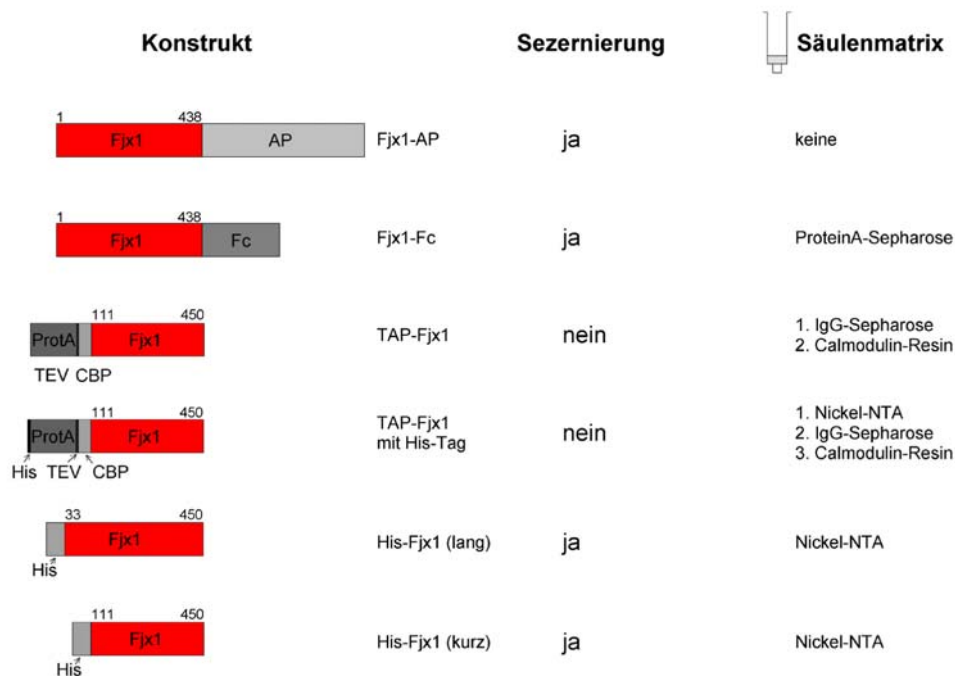 Konstrukt Sezernierung Säulenmatrix
1 438
Fjx1 AP Fjx1-AP ja keine
1 438
Fjx1 Fc Fjx1-Fc ja ProteinA-Sepharose
111 450
ProtA Fjx1 TAP-Fjx1 nein 1. IgG-Sepharose
2. Calmodulin-Resin
TEV CBP
111 450
ProtA Fjx1 TAP-Fjx1 nein 1. Nickel-NTA
mit His-Tag 2. IgG-Sepharose
His TEV CBP 3. Calmodulin-Resin
33 450
Fjx1 His-Fjx1 (lang) ja Nickel-NTA
His
111 450
Fjx1 His-Fjx1 (kurz) ja Nickel-NTA
His